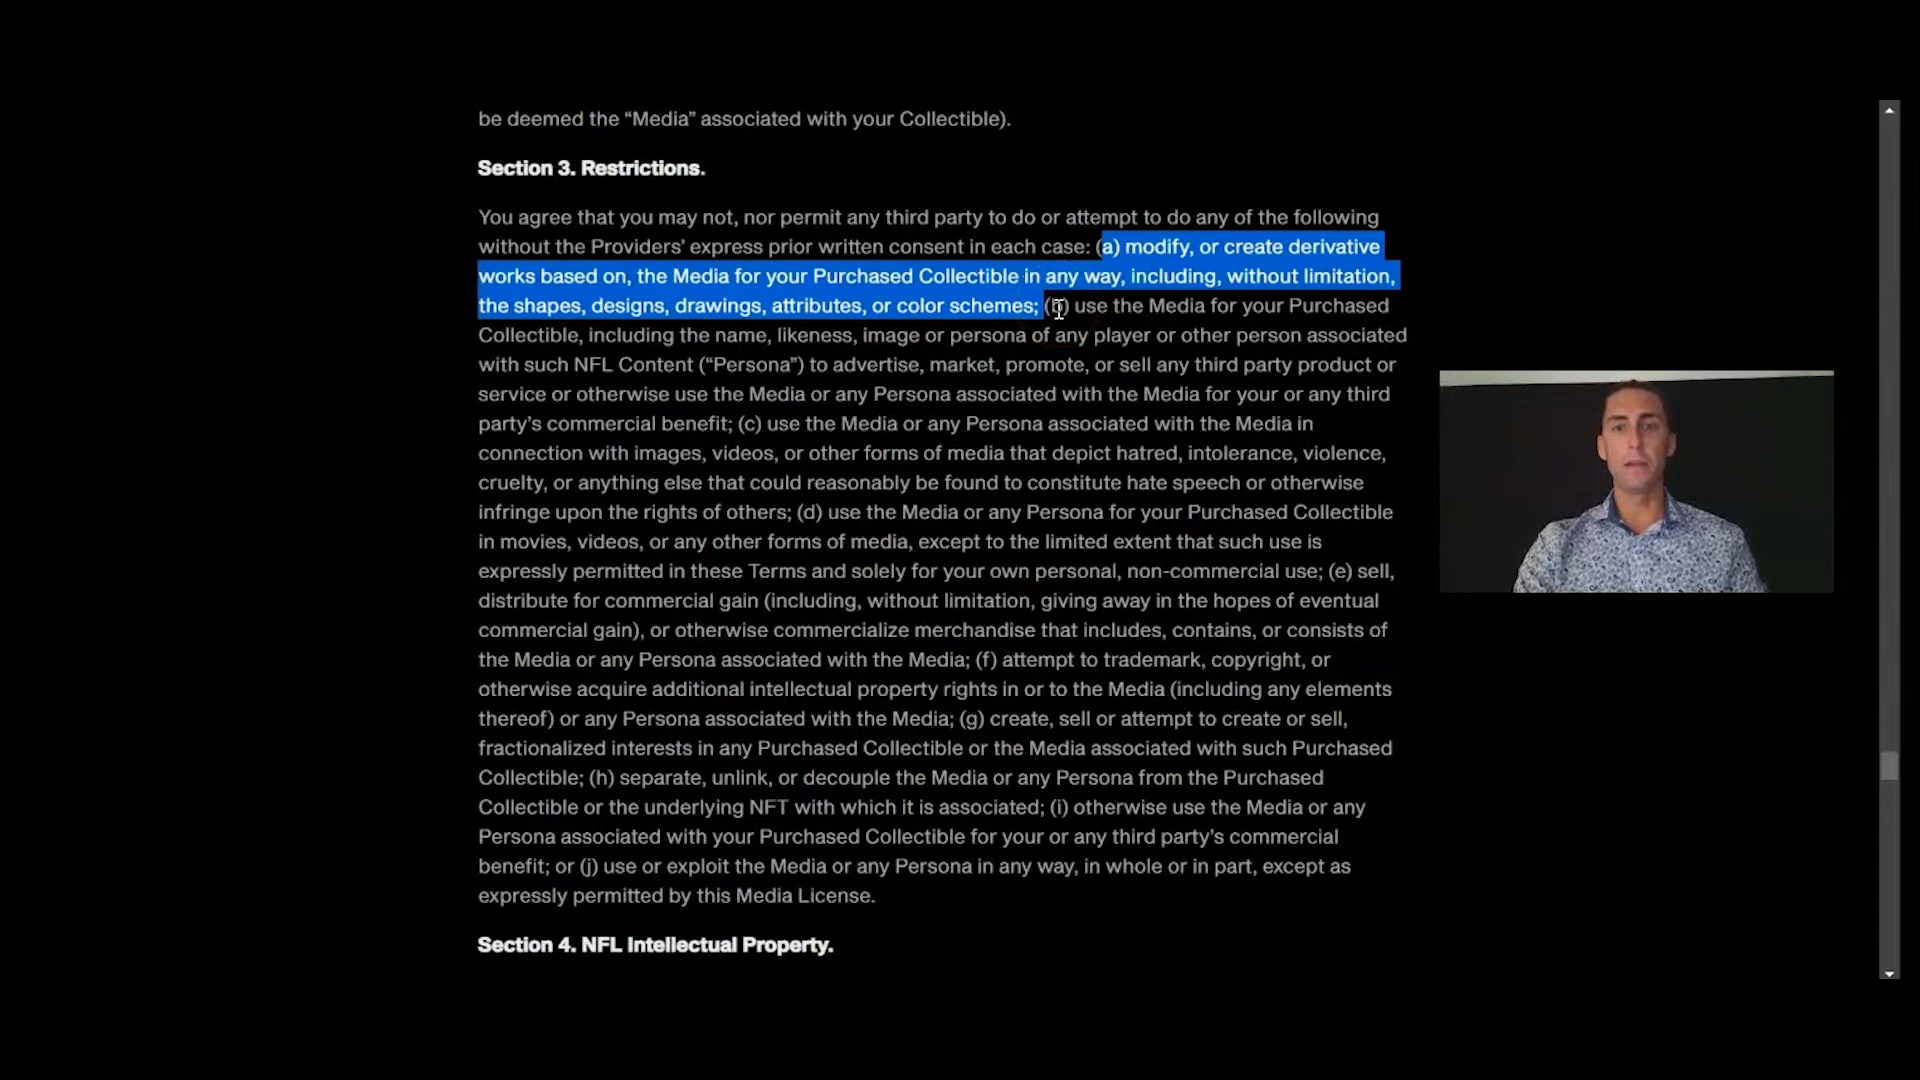 be deemed the “Media” associated with your Collectible).
Section 3. Restrictions.
You agree that you may not, nor permit any third party to do or attempt to do any of the following
without the Providers’ express prior written consent in each case: (a) modify, or create derivative
works based on, the Media for your Purchased Collectible in any way, including, without limitation,
the shapes, designs, drawings, attributes, or color schemes; (b) use the Media for your Purchased
Collectible, including the name, likeness, image or persona of any player or other person associated
with such NFL Content (“Persona”) to advertise, market, promote, or sell any third party product or
service or otherwise use the Media or any Persona associated with the Media for your or any third
party’s commercial benefit; (c) use the Media or any Persona associated with the Media in
connection with images, videos, or other forms of media that depict hatred, intolerance, violence,
cruelty, or anything else that could reasonably be found to constitute hate speech or otherwise
infringe upon the rights of others; (d) use the Media or any Persona for your Purchased Collectible
in movies, videos, or any other forms of media, except to the limited extent that such use is
expressly permitted in these Terms and solely for your own personal, non-commercial use; (e) sell,
distribute for commercial gain (including, without limitation, giving away in the hopes of eventual
commercial gain), or otherwise commercialize merchandise that includes, contains, or consists of
the Media or any Persona associated with the Media; (f) attempt to trademark, copyright, or
otherwise acquire additional intellectual property rights in or to the Media (including any elements
thereof) or any Persona associated with the Media; (g) create, sell or attempt to create or sell,
fractionalized interests in any Purchased Collectible or the Media associated with such Purchased
Collectible; (h) separate, unlink, or decouple the Media or any Persona from the Purchased
Collectible or the underlying NFT with which it is associated; (i) otherwise use the Media or any
Persona associated with your Purchased Collectible for your or any third party’s commercial
benefit; or (j) use or exploit the Media or any Persona in any way, in whole or in part, except as
expressly permitted by this Media License.
Section 4. NFL Intellectual Property.